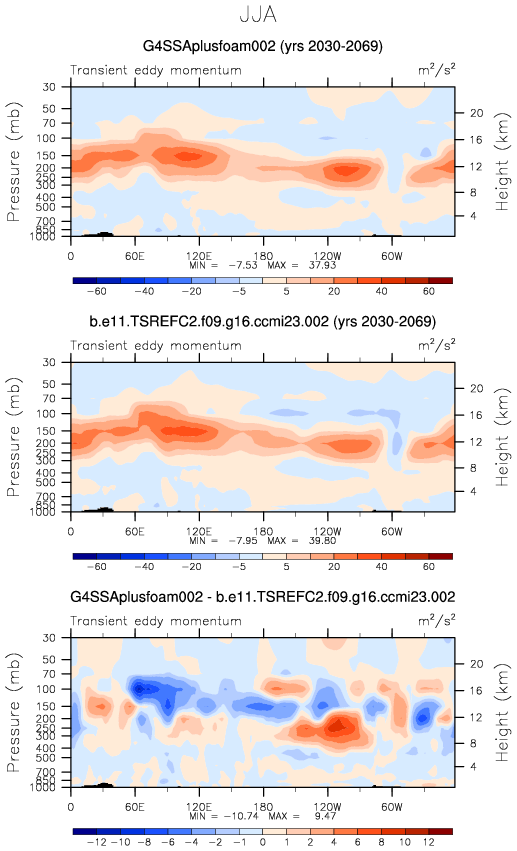 JJA
G4SSAplusfoam002 (yrs 2030-2069)
Transient eddy momentum m²/s²
Pressure (mb)
30
50
70
100
150
200
250
300
400
500
700
850
1000
Height (km)
20
16
12
8
4
0 60E 120E 180 120W 60W
MIN = -7.53 MAX = 37.93
-60 -40 -20 -5 5 20 40 60
b.e11.TSREFC2.f09.g16.ccmi23.002 (yrs 2030-2069)
Transient eddy momentum m²/s²
Pressure (mb)
30
50
70
100
150
200
250
300
400
500
700
850
1000
Height (km)
20
16
12
8
4
0 60E 120E 180 120W 60W
MIN = -7.95 MAX = 39.80
-60 -40 -20 -5 5 20 40 60
G4SSAplusfoam002 - b.e11.TSREFC2.f09.g16.ccmi23.002
Transient eddy momentum m²/s²
Pressure (mb)
30
50
70
100
150
200
250
300
400
500
700
850
1000
Height (km)
20
16
12
8
4
0 60E 120E 180 120W 60W
MIN = -10.74 MAX = 9.47
-12 -10 -8 -6 -4 -2 -1 0 1 2 4 6 8 10 12